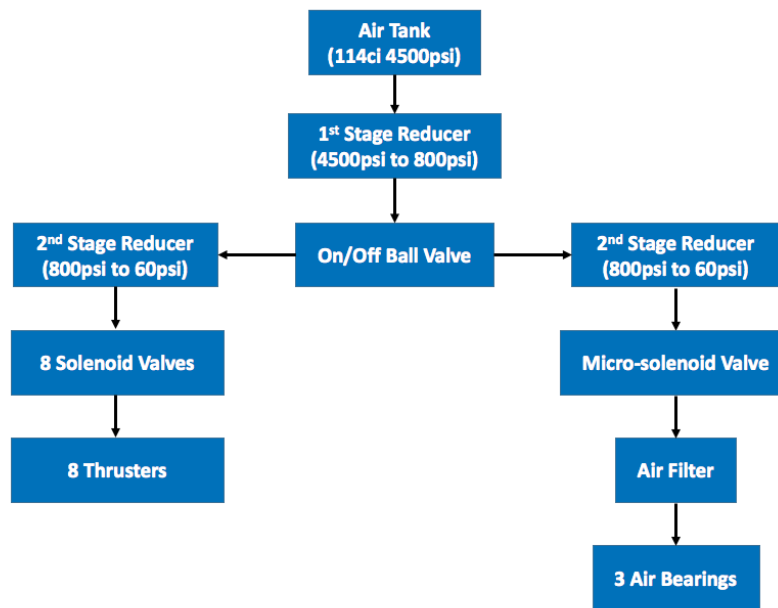 Air Tank
(114ci 4500psi)
1st Stage Reducer
(4500psi to 800psi)
2nd Stage Reducer
(800psi to 60psi)
On/Off Ball Valve
2nd Stage Reducer
(800psi to 60psi)
8 Solenoid Valves
Micro-solenoid Valve
8 Thrusters
Air Filter
3 Air Bearings